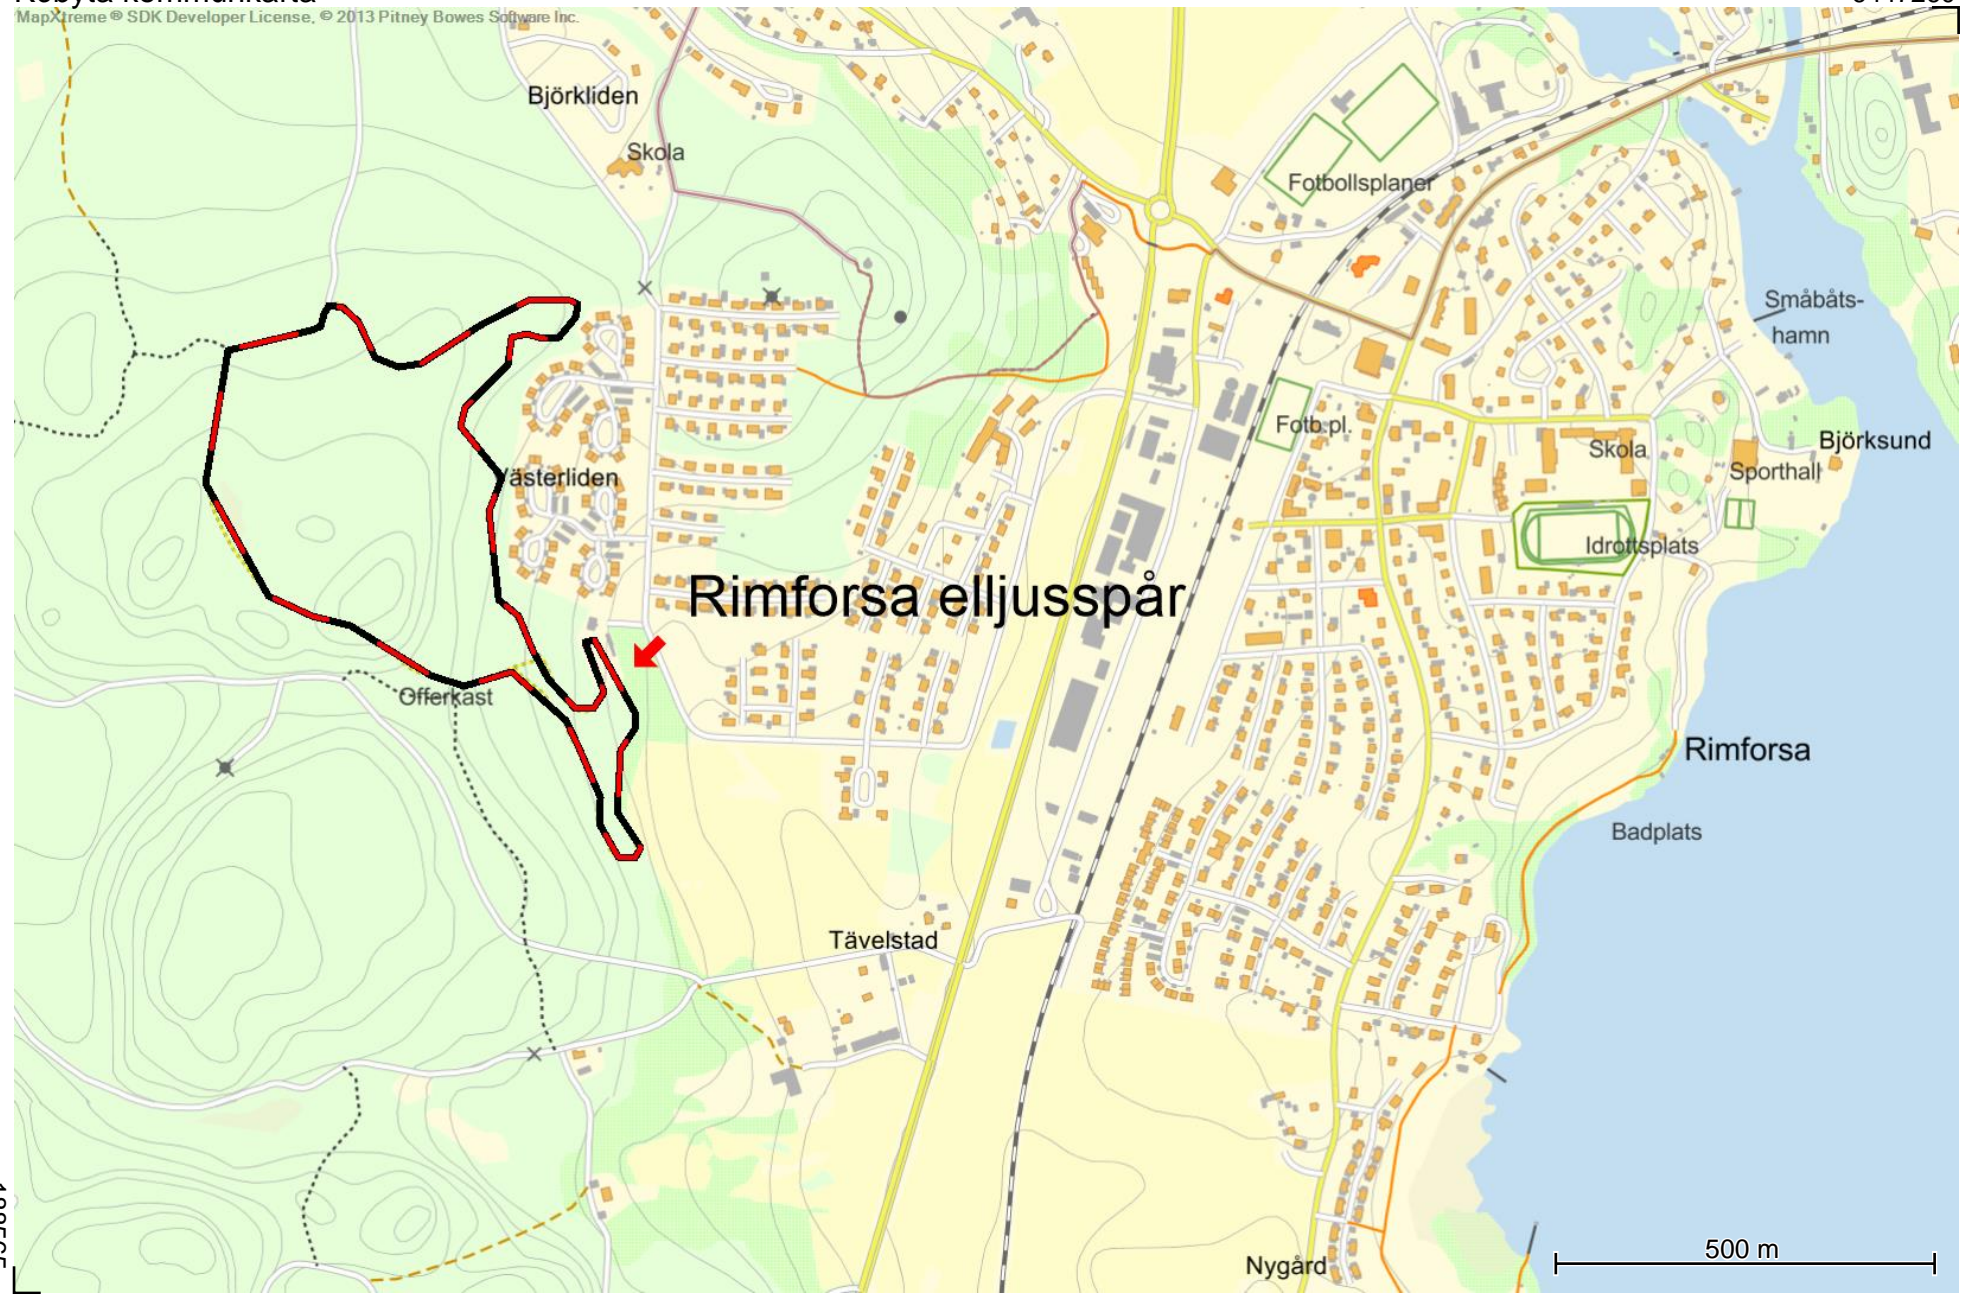 MapXtreme ® SDK Developer License, © 2013 Pitney Bowes Software Inc.
Björkliden
Skola
Fotbollsplaner
Småbåts-
hamn
Fotb.pl.
Skola
Björksund
Sporthall
Västerliden
Idrottsplats
Rimforsa elljusspår
Offerkast
Rimforsa
Badplats
Tävelstad
Nygård
500 m